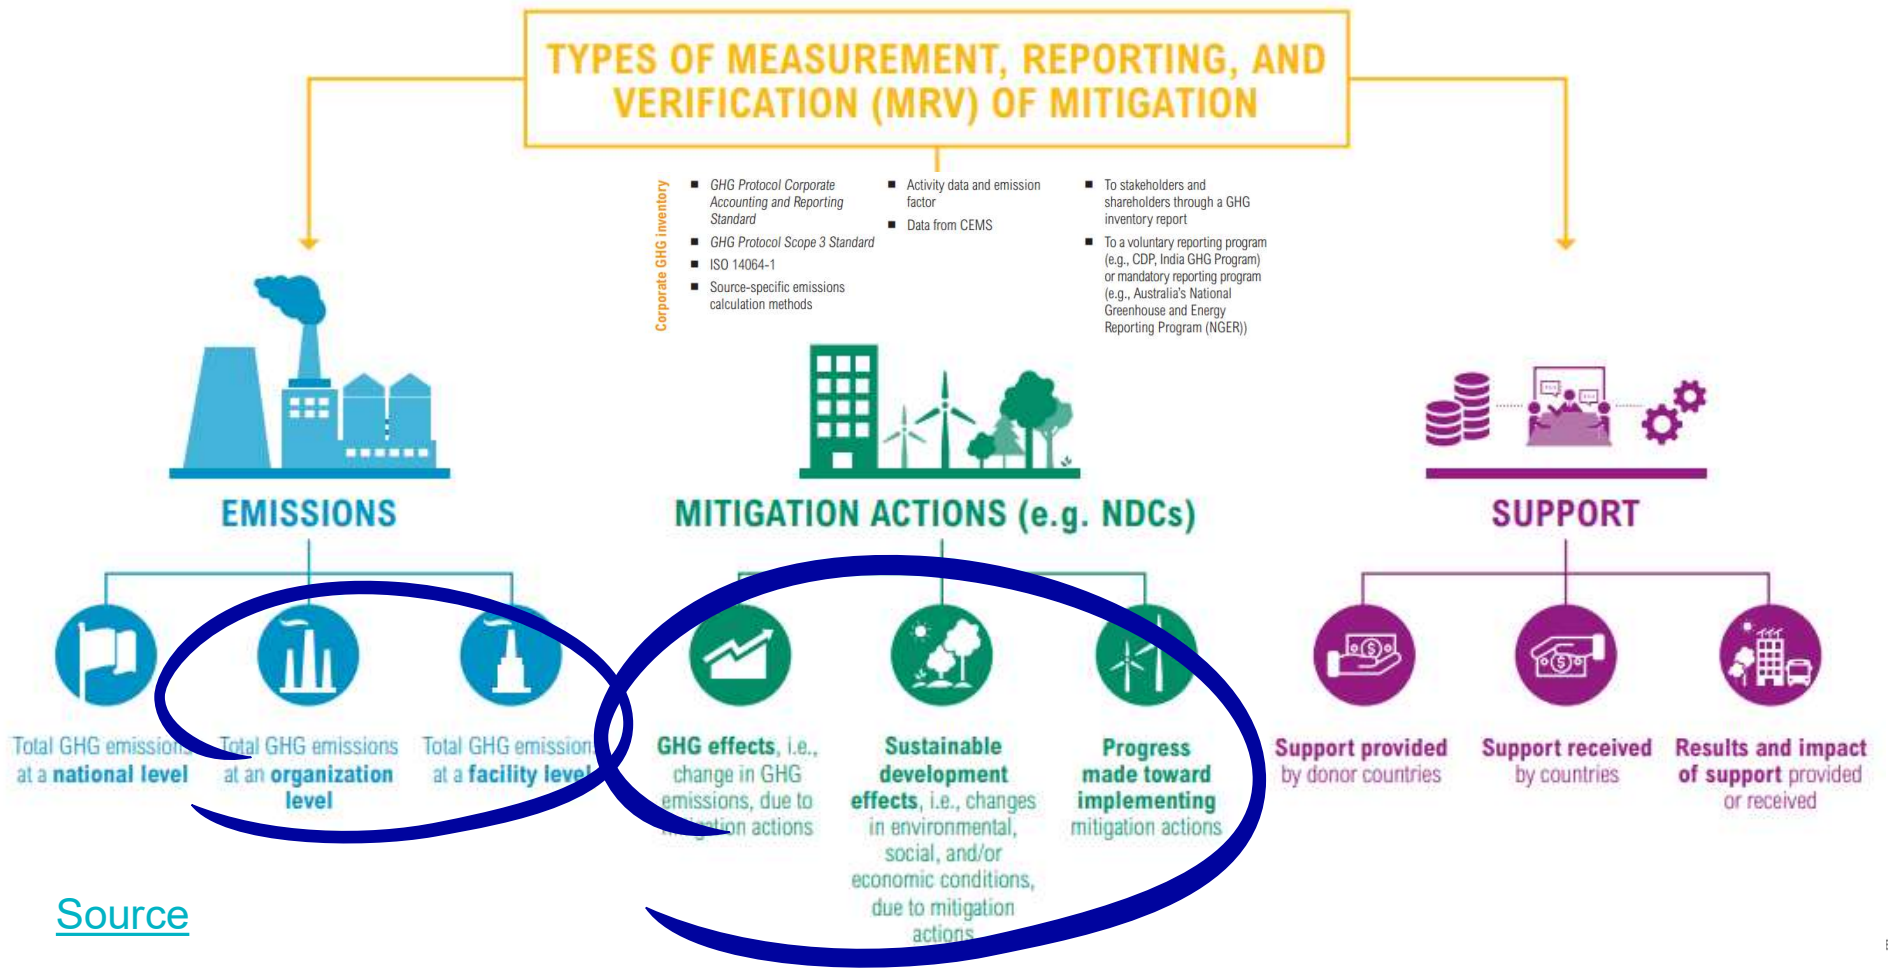 TYPES OF MEASUREMENT, REPORTING, AND
VERIFICATION (MRV) OF MITIGATION
Corporate GHG inventory
■ GHG Protocol Corporate
Accounting and Reporting
Standard
■ GHG Protocol Scope 3 Standard
■ ISO 14064-1
■ Source-specific emissions
calculation methods
■ Activity data and emission
factor
■ Data from CEMS
■ To stakeholders and
shareholders through a GHG
inventory report
■ To a voluntary reporting program
(e.g., CDP, India GHG Program)
or mandatory reporting program
(e.g., Australia's National
Greenhouse and Energy
Reporting Program (NGER))
EMISSIONS
Total GHG emissions
at a national level
Total GHG emissions
at an organization
level
Total GHG emissions
at a facility level
MITIGATION ACTIONS (e.g. NDCs)
GHG effects, i.e.,
change in GHG
emissions, due to
mitigation actions
Sustainable
development
effects, i.e., changes
in environmental,
social, and/or
economic conditions,
due to mitigation
actions
Progress
made toward
implementing
mitigation actions
SUPPORT
Support provided
by donor countries
Support received
by countries
Results and impact
of support provided
or received
Source